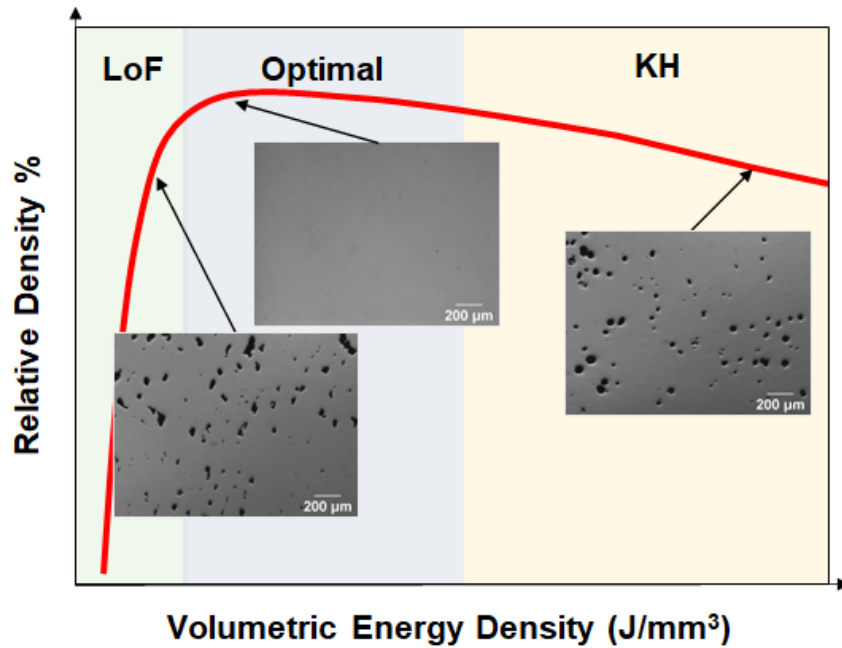 LoF
Optimal
KH
Relative Density %
200 µm
200 µm
200 µm
Volumetric Energy Density (J/mm³)